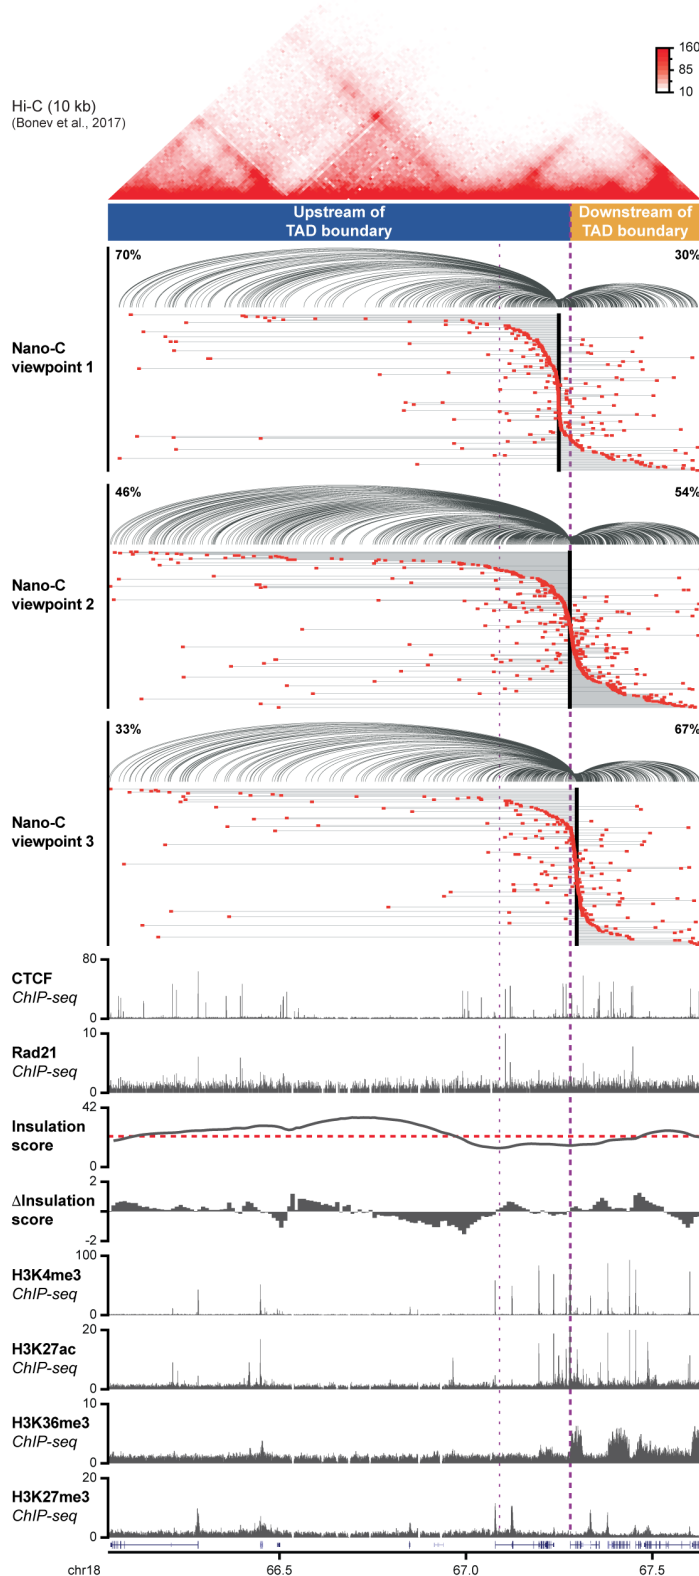 160
Hi-C (10 kb)
85
(Bonev et al., 2017)
10
Upstream of
TAD boundary
Downstream of
TAD boundary
70%
30%
Nano-C
viewpoint 1
46%
54%
Nano-C
viewpoint 2
33%
67%
Nano-C
viewpoint 3
80
CTCF
ChIP-seq
0
10
Rad21
ChIP-seq
0
42
Insulation
score
0
2
ΔInsulation
score
-2
100
H3K4me3
ChIP-seq
0
20
H3K27ac
ChIP-seq
0
10
H3K36me3
ChIP-seq
0
20
H3K27me3
ChIP-seq
0
chr18 66.5 67.0 67.5